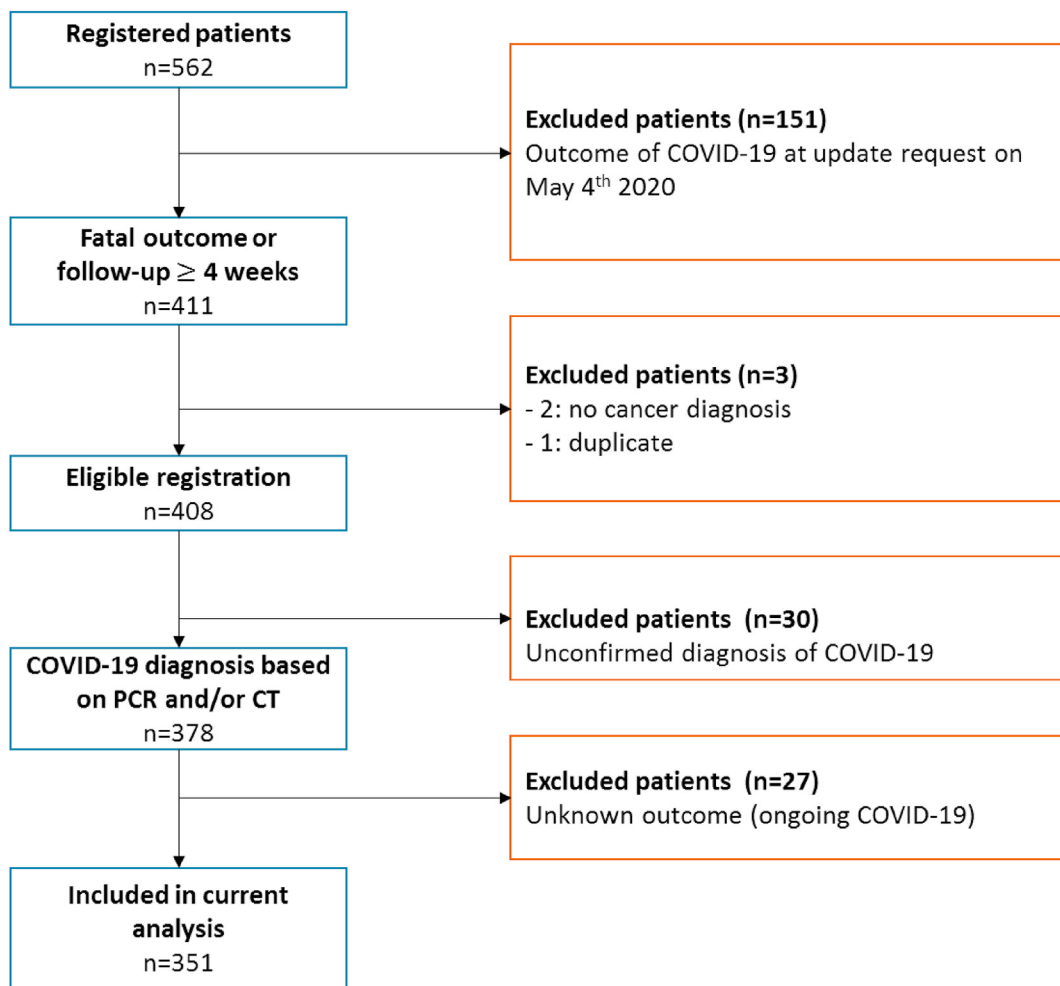 Registered patients
n=562
Excluded patients (n=151)
Outcome of COVID-19 at update request on
May 4th 2020
Fatal outcome or
follow-up ≥ 4 weeks
n=411
Excluded patients (n=3)
- 2: no cancer diagnosis
- 1: duplicate
Eligible registration
n=408
Excluded patients (n=30)
Unconfirmed diagnosis of COVID-19
COVID-19 diagnosis based
on PCR and/or CT
n=378
Excluded patients (n=27)
Unknown outcome (ongoing COVID-19)
Included in current
analysis
n=351